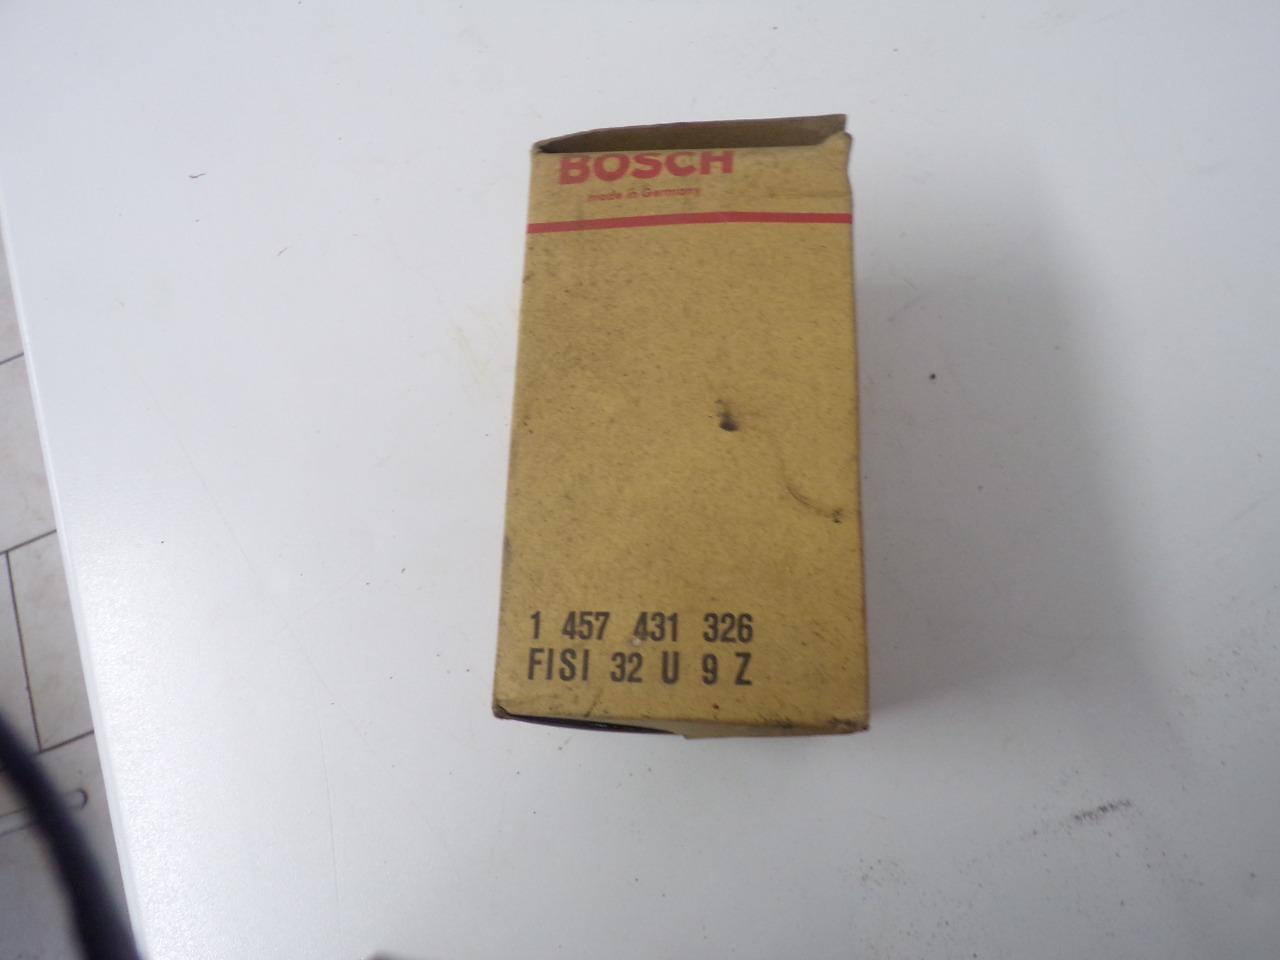 BOSCH
made in Germany
1 457 431 326
FISI 32 U 9 Z